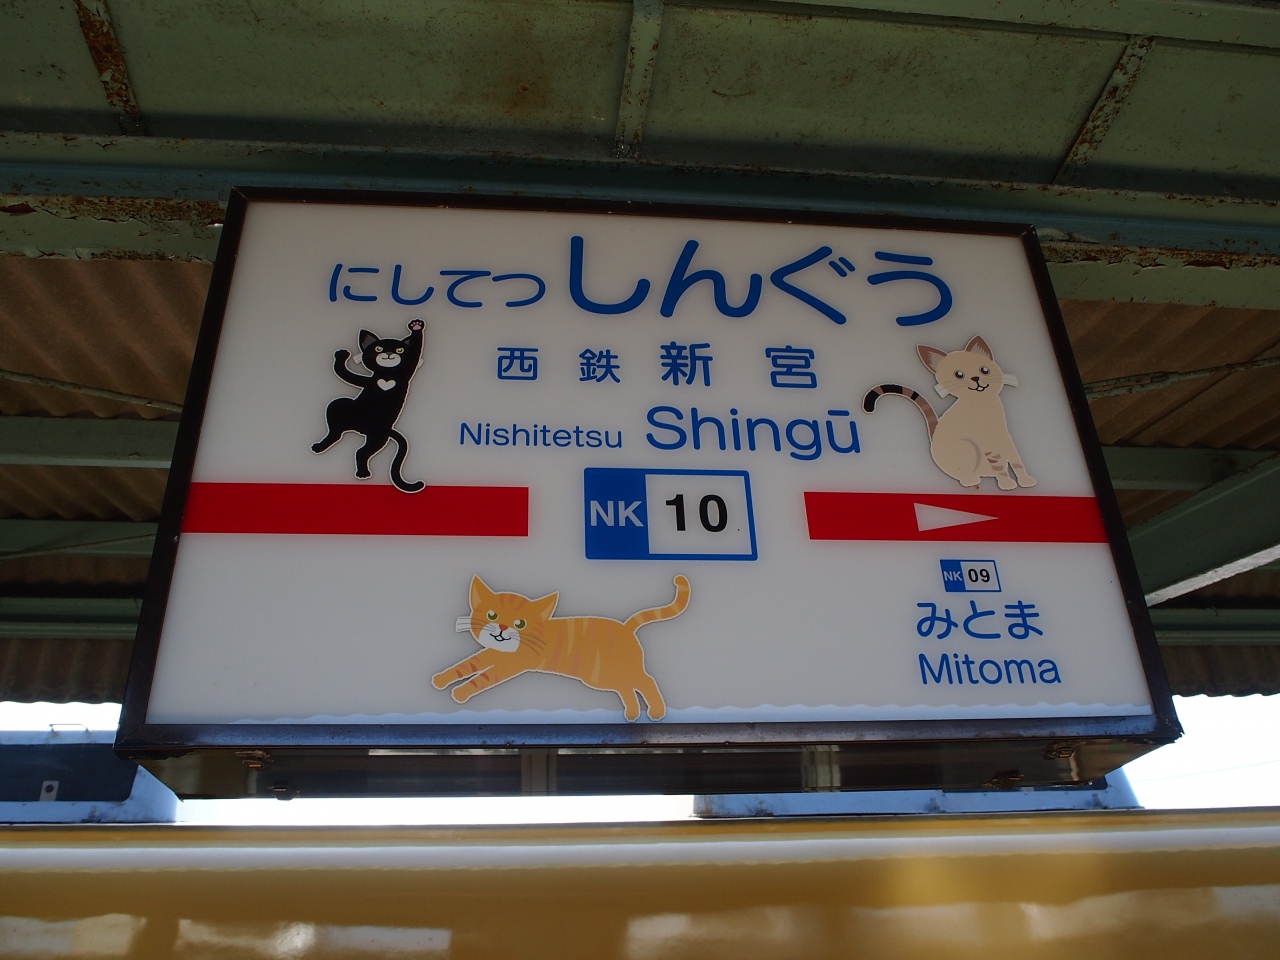 にしてつしんぐう
西鉄新宮
Nishitetsu Shingū
NK 10
NK 09
みとま
Mitoma